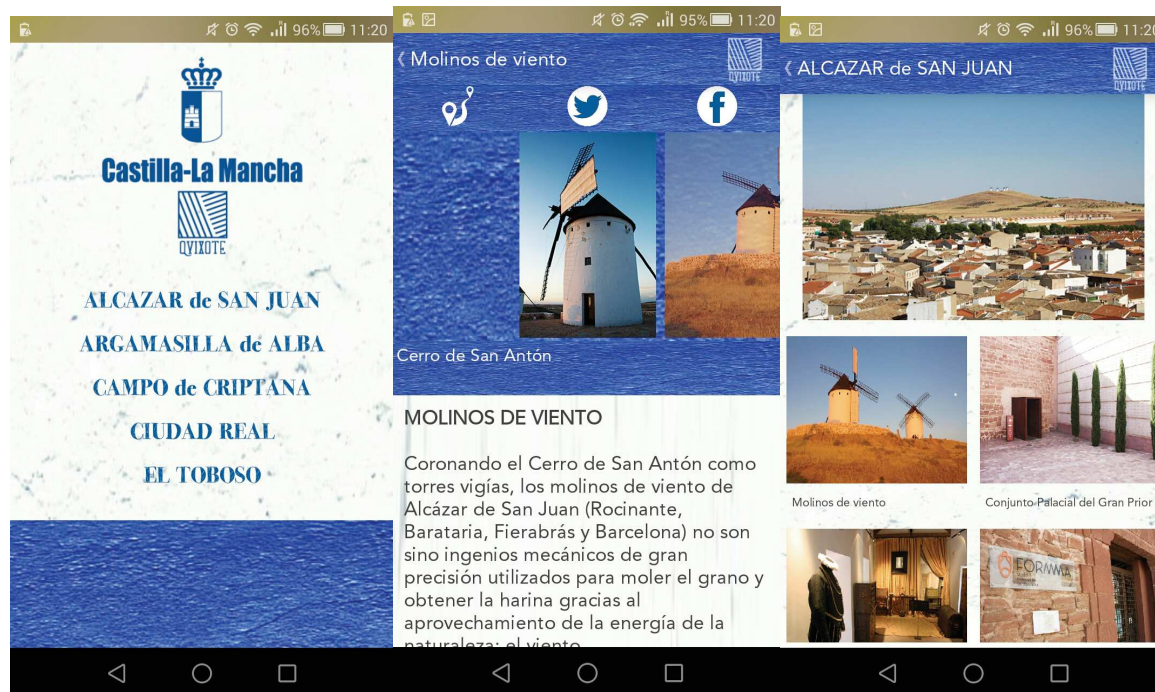 96% 11:20
Castilla-La Mancha
QVIXOTE
ALCAZAR de SAN JUAN
ARGAMASILLA de ALBA
CAMPO de CRIPTANA
CIUDAD REAL
EL TOBOSO
95% 11:20
Molinos de viento
QVIXOTE
Cerro de San Antón
MOLINOS DE VIENTO
Coronando el Cerro de San Antón como
torres vigías, los molinos de viento de
Alcázar de San Juan (Rocinante,
Barataria, Fierabrás y Barcelona) no son
sino ingenios mecánicos de gran
precisión utilizados para moler el grano y
obtener la harina gracias al
aprovechamiento de la energía de la
naturaleza: el viento
96% 11:20
ALCAZAR de SAN JUAN
QVIXOTE
Molinos de viento
Conjunto Palacial del Gran Prior
FORMMA